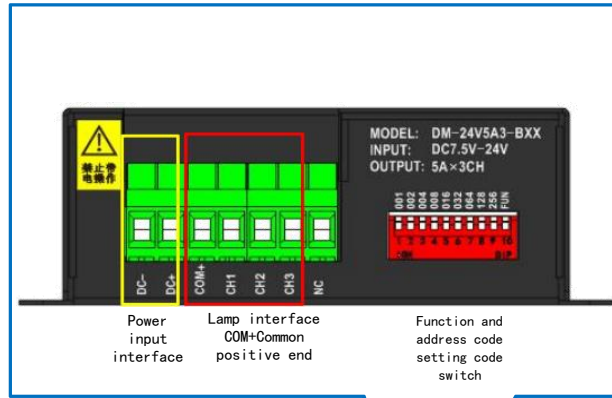 禁止带
电操作
MODEL: DM-24V5A3-BXX
INPUT: DC7.5V-24V
OUTPUT: 5A×3CH
001
002
004
008
016
032
064
128
256
FUN
1 2 3 4 5 6 7 8 9 10
DIP
DC-
DC+
COM+
CH1
CH2
CH3
NC
Power
input
interface
Lamp interface
COM+Common
positive end
Function and
address code
setting code
switch